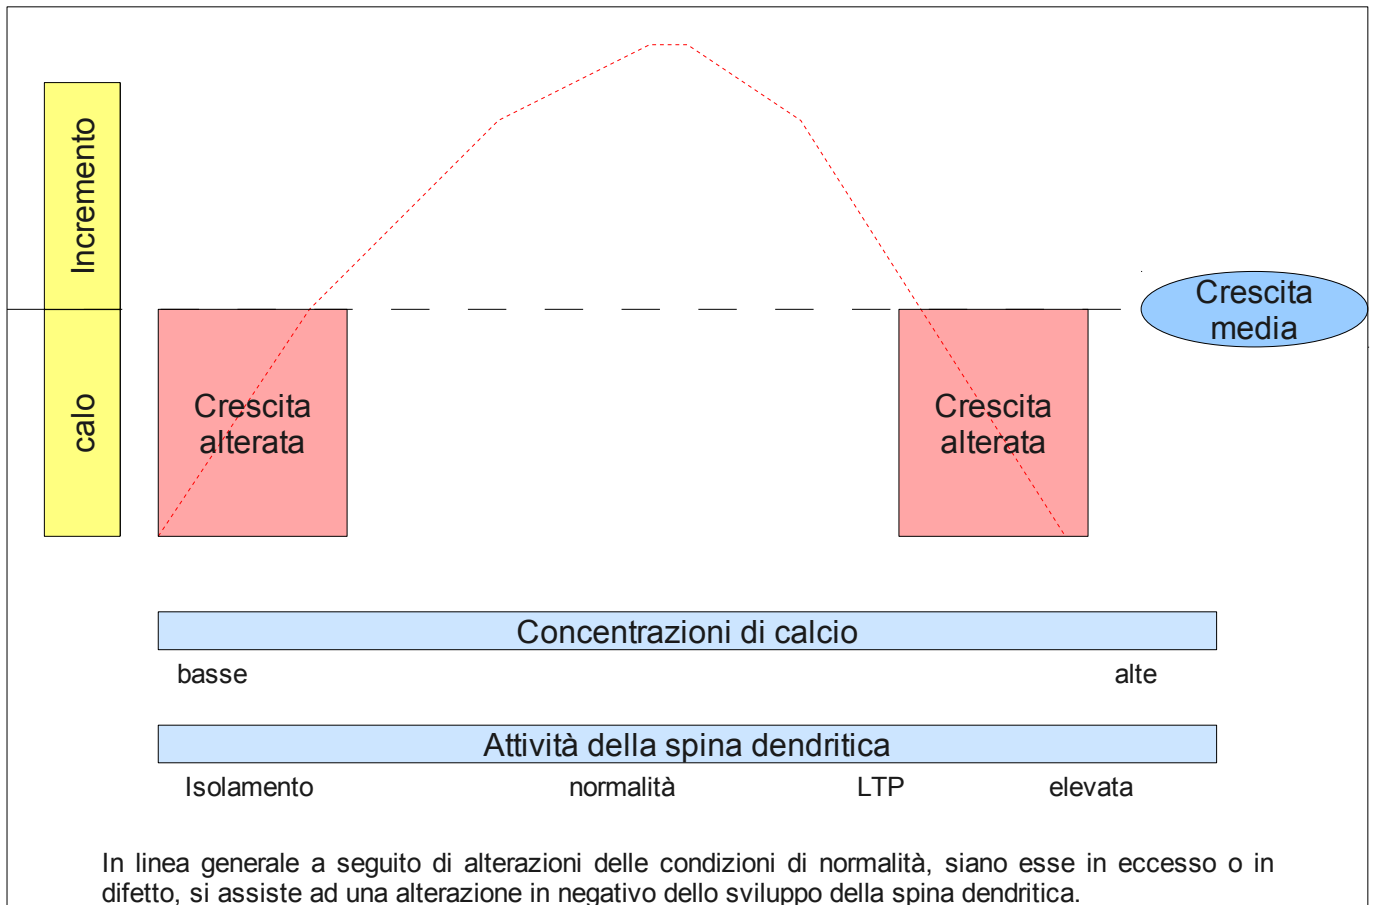 Incremento
calo
Crescita
media
Crescita
alterata
Crescita
alterata
Concentrazioni di calcio
basse alte
Attività della spina dendritica
Isolamento normalità LTP elevata
In linea generale a seguito di alterazioni delle condizioni di normalità, siano esse in eccesso o in
difetto, si assiste ad una alterazione in negativo dello sviluppo della spina dendritica.